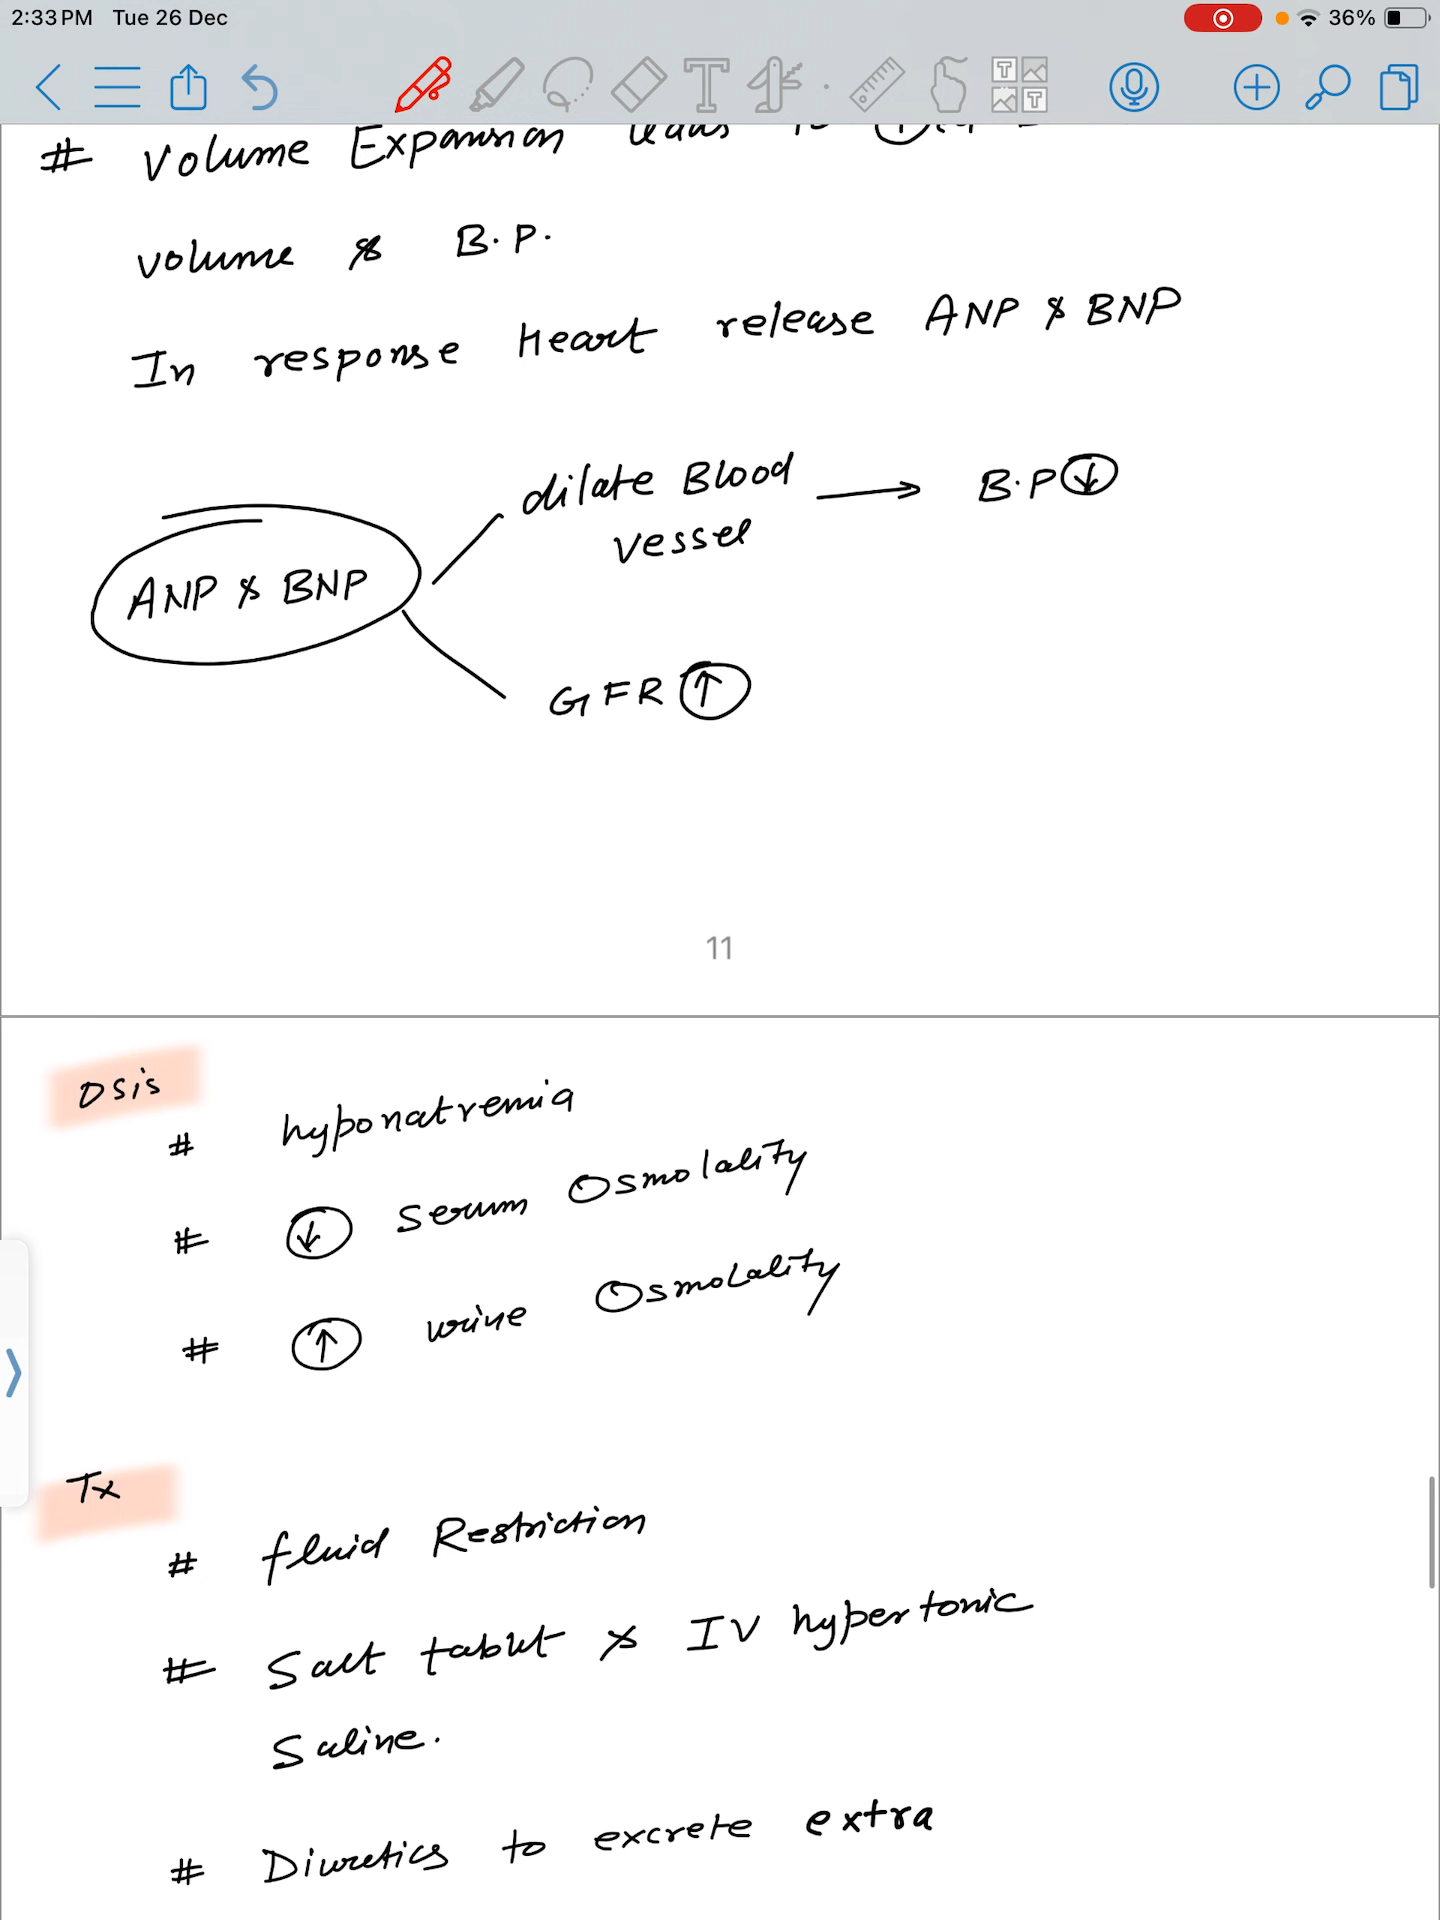 2:33 PM Tue 26 Dec 36%
# Volume Expansion leads to
volume & B.P.
In response Heart release ANP & BNP
dilate Blood vessel → B.P ↓
ANP & BNP
GFR ↑
11
Dsis
# hyponatremia
# ↓ serum Osmolality
# ↑ urine Osmolality
Tx
# fluid Restriction
# Salt tablet & IV hypertonic
Saline.
# Diuretics to excrete extra